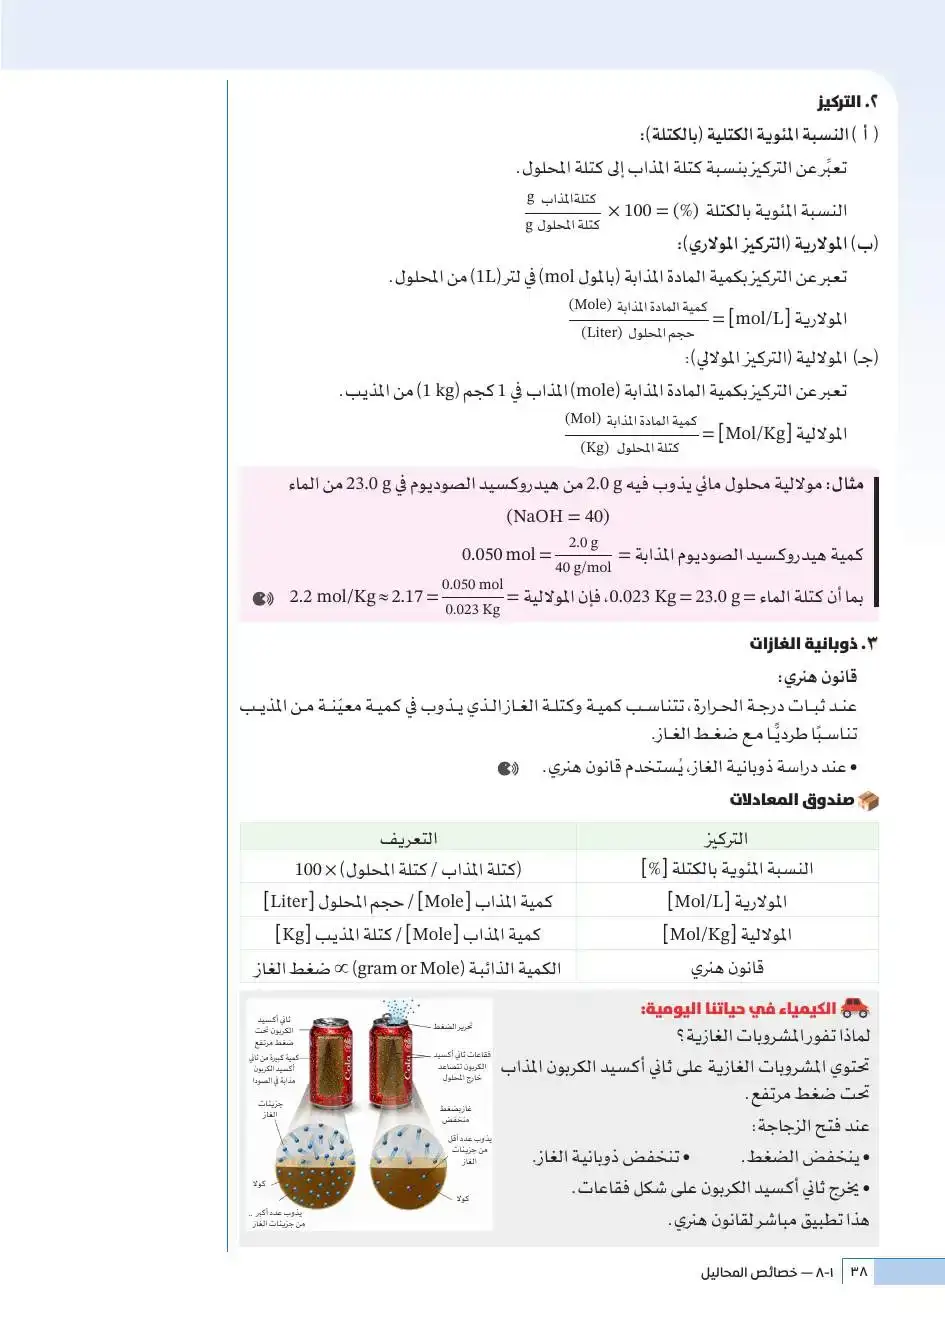 ٢. التركيز
( أ ) النسبة المئوية الكتلية (بالكتلة):
تعبِّر عن التركيز بنسبة كتلة المذاب إلى كتلة المحلول.
النسبة المئوية بالكتلة (%) = 100 × كتلة المذاب g / كتلة المحلول g
(ب) المولارية (التركيز المولاري):
تعبر عن التركيز بكمية المادة المذابة (بالمول mol) في لتر (1L) من المحلول.
المولارية [mol/L] = كمية المادة المذابة (Mole) / حجم المحلول (Liter)
(جـ) المولالية (التركيز المولالي):
تعبر عن التركيز بكمية المادة المذابة (mole) المذاب في 1 كجم (1 kg) من المذيب.
المولالية [Mol/Kg] = كمية المادة المذابة (Mol) / كتلة المحلول (Kg)
مثال: مولالية محلول مائي يذوب فيه 2.0 g من هيدروكسيد الصوديوم في 23.0 g من الماء
(NaOH = 40)
كمية هيدروكسيد الصوديوم المذابة = 2.0 g / 40 g/mol = 0.050 mol
بما أن كتلة الماء = 23.0 g = 0.023 Kg، فإن المولالية = 0.050 mol / 0.023 Kg = 2.17 ≈ 2.2 mol/Kg
٣. ذوبانية الغازات
قانون هنري:
عند ثبات درجة الحرارة، تتناسب كمية وكتلة الغاز الذي يذوب في كمية معيّنة من المذيب
تناسبًا طرديًّا مع ضغط الغاز.
• عند دراسة ذوبانية الغاز، يُستخدم قانون هنري.
صندوق المعادلات
التركيز التعريف
النسبة المئوية بالكتلة [%] (كتلة المذاب / كتلة المحلول) × 100
المولارية [Mol/L] كمية المذاب [Mole] / حجم المحلول [Liter]
المولالية [Mol/Kg] كمية المذاب [Mole] / كتلة المذيب [Kg]
قانون هنري الكمية الذائبة (gram or Mole) ∝ ضغط الغاز
الكيمياء في حياتنا اليومية:
لماذا تفور المشروبات الغازية؟
تحتوي المشروبات الغازية على ثاني أكسيد الكربون المذاب
تحت ضغط مرتفع.
عند فتح الزجاجة:
• ينخفض الضغط. • تنخفض ذوبانية الغاز.
• يخرج ثاني أكسيد الكربون على شكل فقاعات.
هذا تطبيق مباشر لقانون هنري.
تحرير الضغط
فقاعات ثاني أكسيد
الكربون تتصاعد
خارج المحلول
غاز بضغط
منخفض
يذوب عدد أقل
من جزيئات
الغاز
كولا
Cola
ثاني أكسيد
الكربون تحت
ضغط مرتفع
كمية كبيرة من ثاني
أكسيد الكربون
مذابة في الصودا
جزيئات
الغاز
كولا
يذوب عدد أكبر ..
من جزيئات الغاز
Cola
٣٨ ٨-١ — خصائص المحاليل